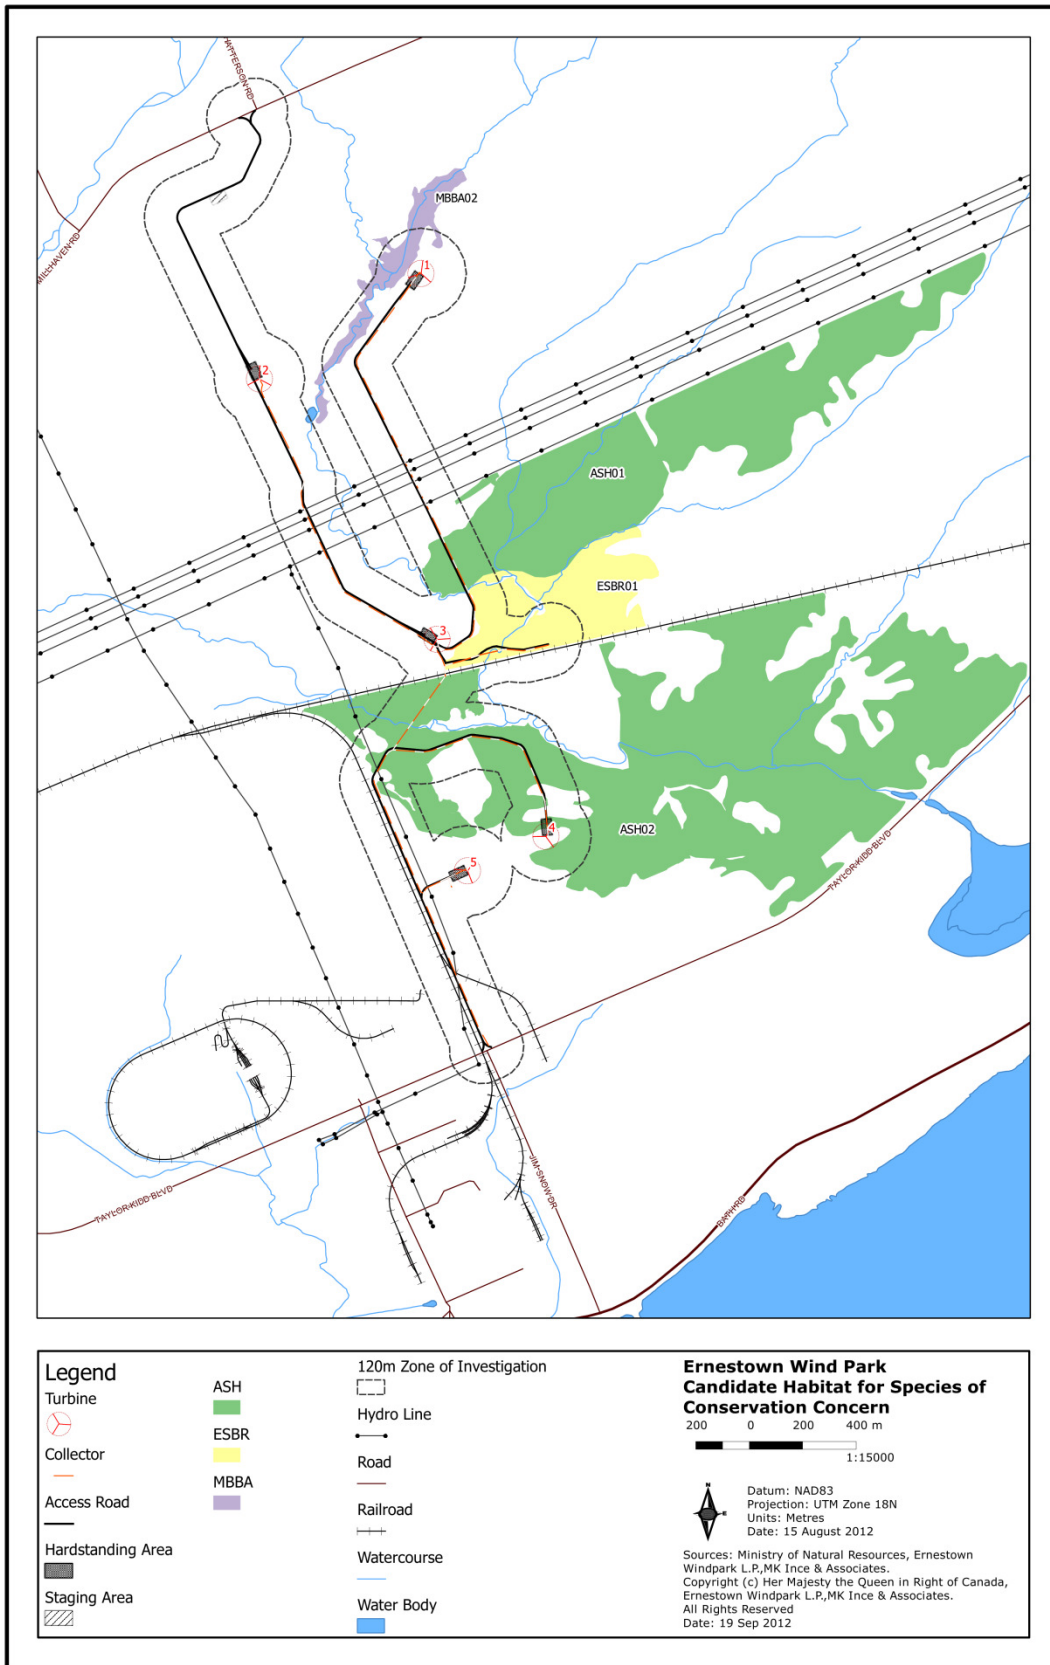 HATTERSON RD
MBBA02
MILLHAVEN RD
1
2
ASH01
ESBR01
3
4
ASH02
5
TAYLOR KIDD BLVD
TAYLOR KIDD BLVD
JIM SNOW DR
BATH RD
Legend
Turbine
Collector
Access Road
Hardstanding Area
Staging Area
ASH
ESBR
MBBA
120m Zone of Investigation
Hydro Line
Road
Railroad
Watercourse
Water Body
Ernestown Wind Park
Candidate Habitat for Species of
Conservation Concern
200 0 200 400 m
1:15000
N
W E
S
Datum: NAD83
Projection: UTM Zone 18N
Units: Metres
Date: 15 August 2012
Sources: Ministry of Natural Resources, Ernestown
Windpark L.P.,MK Ince & Associates.
Copyright (c) Her Majesty the Queen in Right of Canada,
Ernestown Windpark L.P.,MK Ince & Associates.
All Rights Reserved
Date: 19 Sep 2012